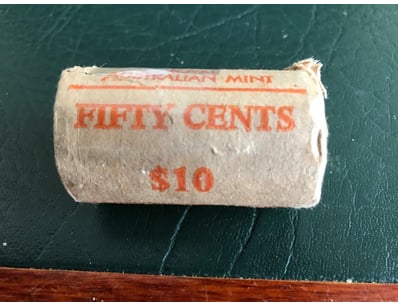 AUSTRALIAN MINT
FIFTY CENTS
$10